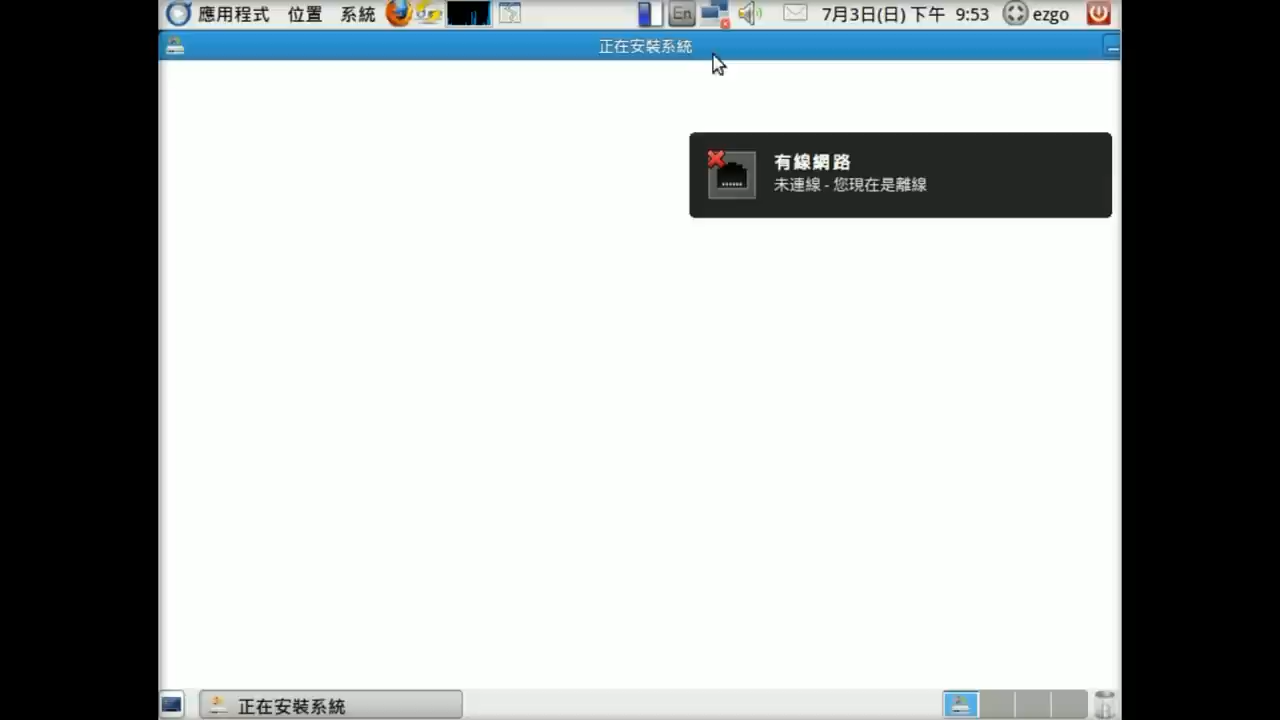 應用程式 位置 系統 En 7月3日(日) 下午 9:53 ezgo
正在安裝系統
有線網路
未連線 - 您現在是離線
正在安裝系統